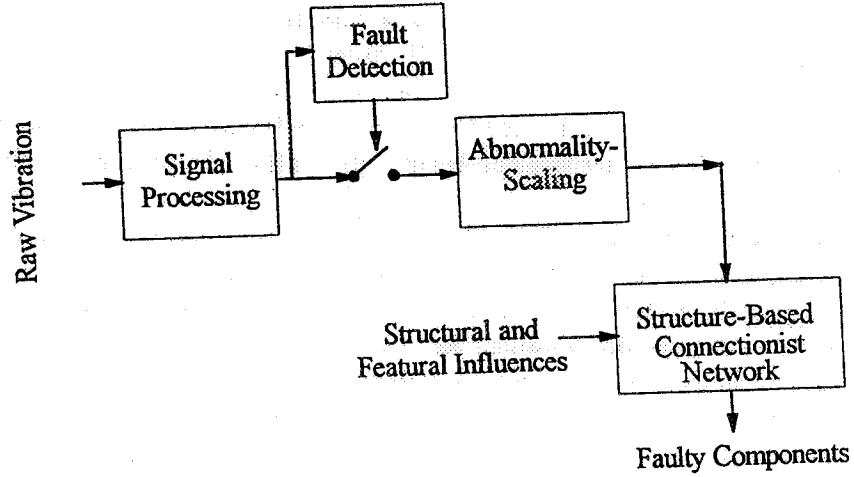 Fault
Detection
Raw Vibration
Signal
Processing
Abnormality-
Scaling
Structural and
Featural Influences
Structure-Based
Connectionist
Network
Faulty Components